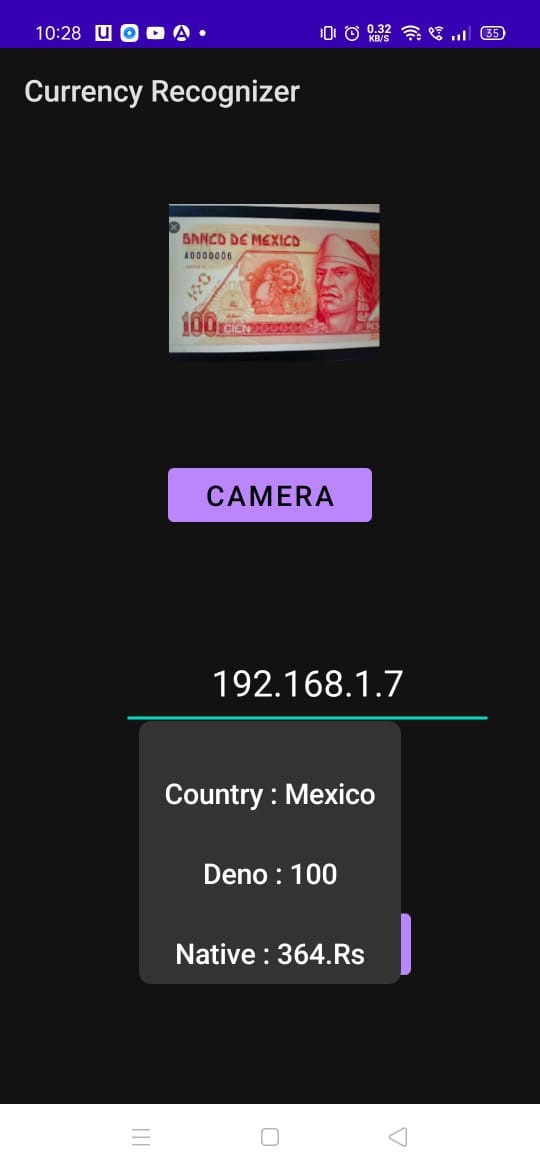 10:28 U A 0.32 KB/S 35
Currency Recognizer
BANCO DE MEXICO
A0000006
100 CIEN PES
CAMERA
192.168.1.7
Country : Mexico
Deno : 100
Native : 364.Rs